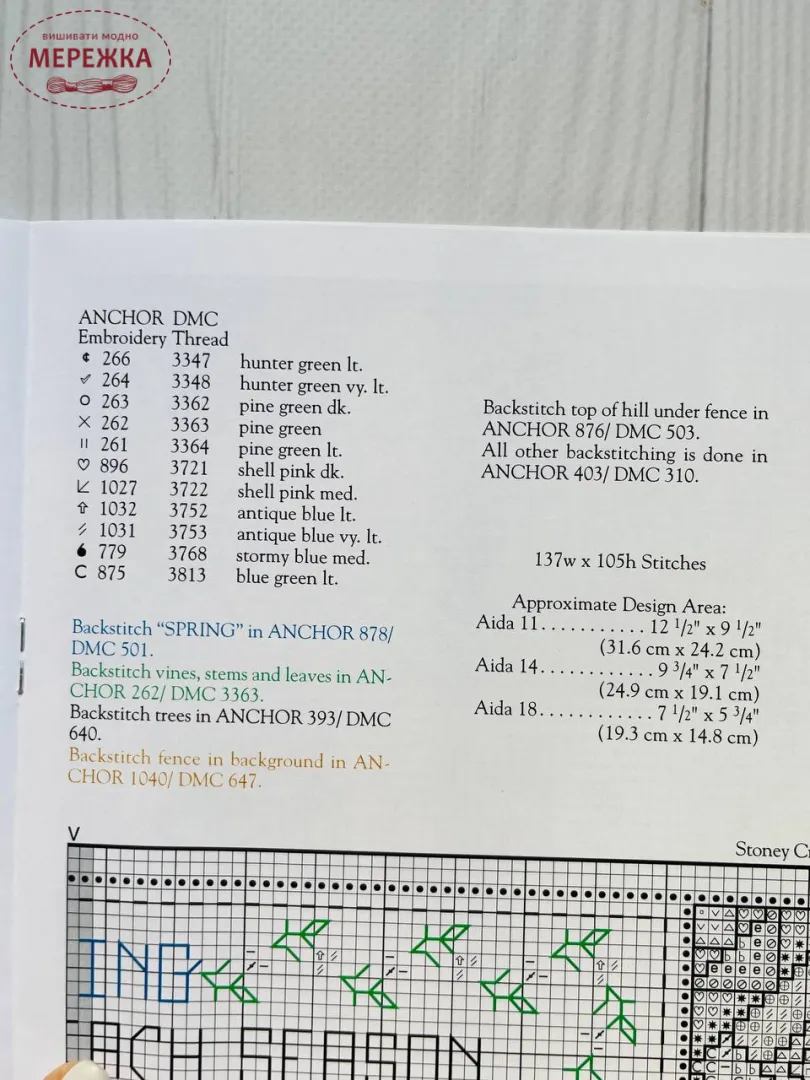 вишивати модно
МЕРЕЖКА
ANCHOR DMC
Embroidery Thread
¢ 266 3347 hunter green lt.
✓ 264 3348 hunter green vy. lt.
O 263 3362 pine green dk.
X 262 3363 pine green
II 261 3364 pine green lt.
♡ 896 3721 shell pink dk.
1027 3722 shell pink med.
⇧ 1032 3752 antique blue lt.
⁄⁄ 1031 3753 antique blue vy. lt.
779 3768 stormy blue med.
C 875 3813 blue green lt.
Backstitch “SPRING” in ANCHOR 878/
DMC 501.
Backstitch vines, stems and leaves in AN-
CHOR 262/ DMC 3363.
Backstitch trees in ANCHOR 393/ DMC
640.
Backstitch fence in background in AN-
CHOR 1040/ DMC 647.
Backstitch top of hill under fence in
ANCHOR 876/ DMC 503.
All other backstitching is done in
ANCHOR 403/ DMC 310.
137w x 105h Stitches
Approximate Design Area:
Aida 11........... 12 1/2" x 9 1/2"
(31.6 cm x 24.2 cm)
Aida 14............ 9 3/4" x 7 1/2"
(24.9 cm x 19.1 cm)
Aida 18............ 7 1/2" x 5 3/4"
(19.3 cm x 14.8 cm)
V
Stoney C
ING
ACH SEASON